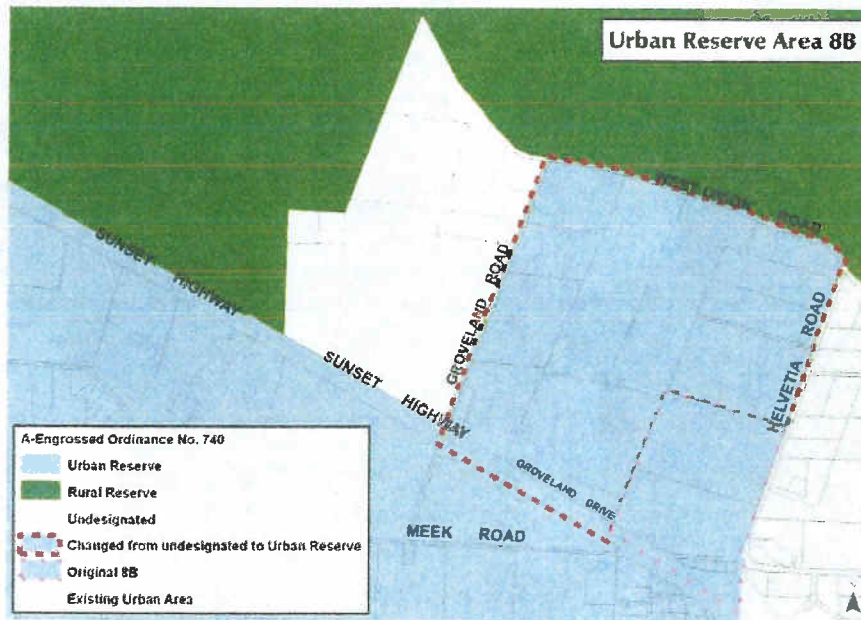 Urban Reserve Area 8B
WEST UNION ROAD
SUNSET HIGHWAY
GROVELAND ROAD
HELVETIA ROAD
SUNSET HIGHWAY
GROVELAND DRIVE
MEEK ROAD
A-Engrossed Ordinance No. 740
Urban Reserve
Rural Reserve
Undesignated
Changed from undesignated to Urban Reserve
Original 8B
Existing Urban Area